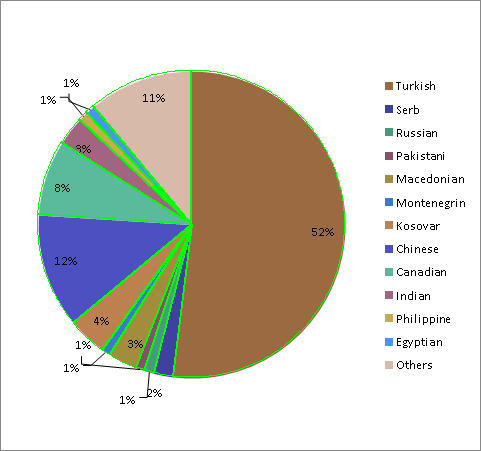 1%
1%
11%
3%
8%
52%
12%
4%
3%
1%
1%
2%
1%
Turkish
Serb
Russian
Pakistani
Macedonian
Montenegrin
Kosovar
Chinese
Canadian
Indian
Philippine
Egyptian
Others